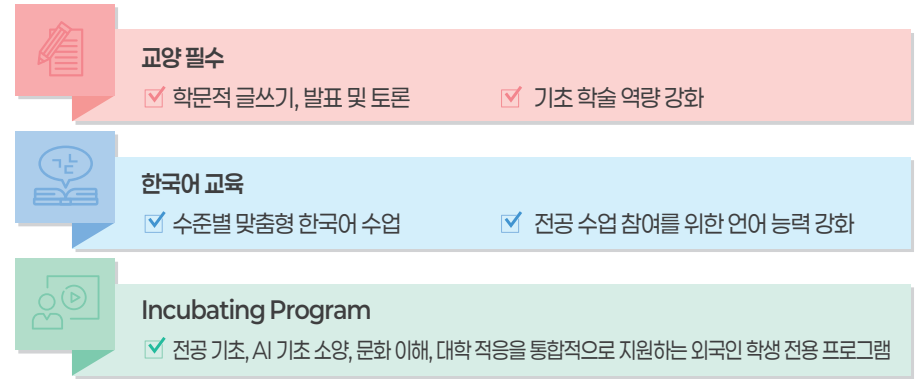 교양 필수
학문적 글쓰기, 발표 및 토론
기초 학술 역량 강화
한국어 교육
수준별 맞춤형 한국어 수업
전공 수업 참여를 위한 언어 능력 강화
Incubating Program
전공 기초, AI 기초 소양, 문화 이해, 대학 적응을 통합적으로 지원하는 외국인 학생 전용 프로그램